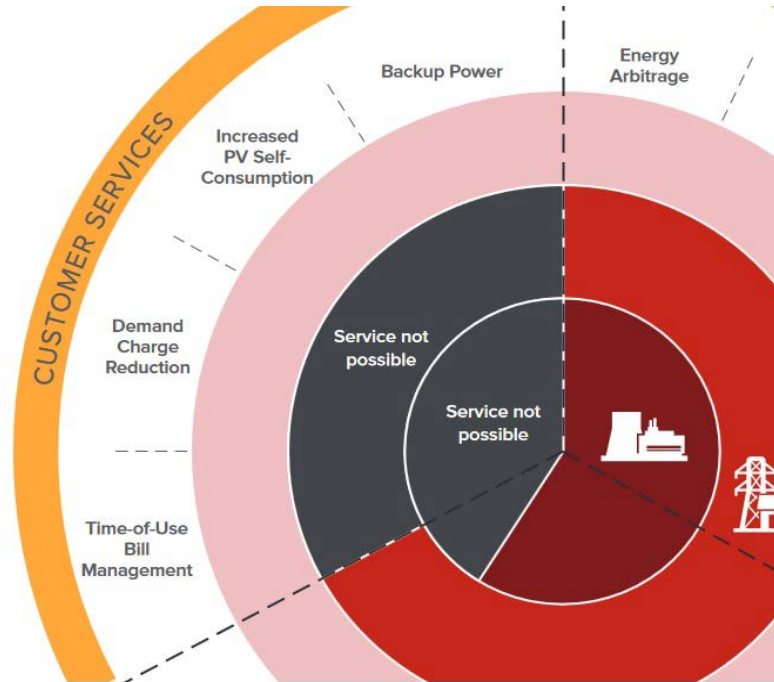 Backup Power
Energy
Arbitrage
Increased
PV Self-
Consumption
CUSTOMER SERVICES
Demand
Charge
Reduction
Service not
possible
Service not
possible
Time-of-Use
Bill
Management